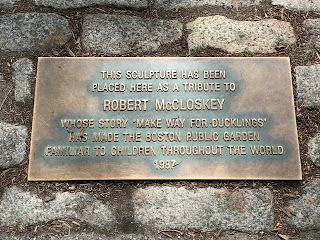 THIS SCULPTURE HAS BEEN
PLACED HERE AS A TRIBUTE TO
ROBERT McCLOSKEY
WHOSE STORY "MAKE WAY FOR DUCKLINGS"
HAS MADE THE BOSTON PUBLIC GARDEN
FAMILIAR TO CHILDREN THROUGHOUT THE WORLD
1987